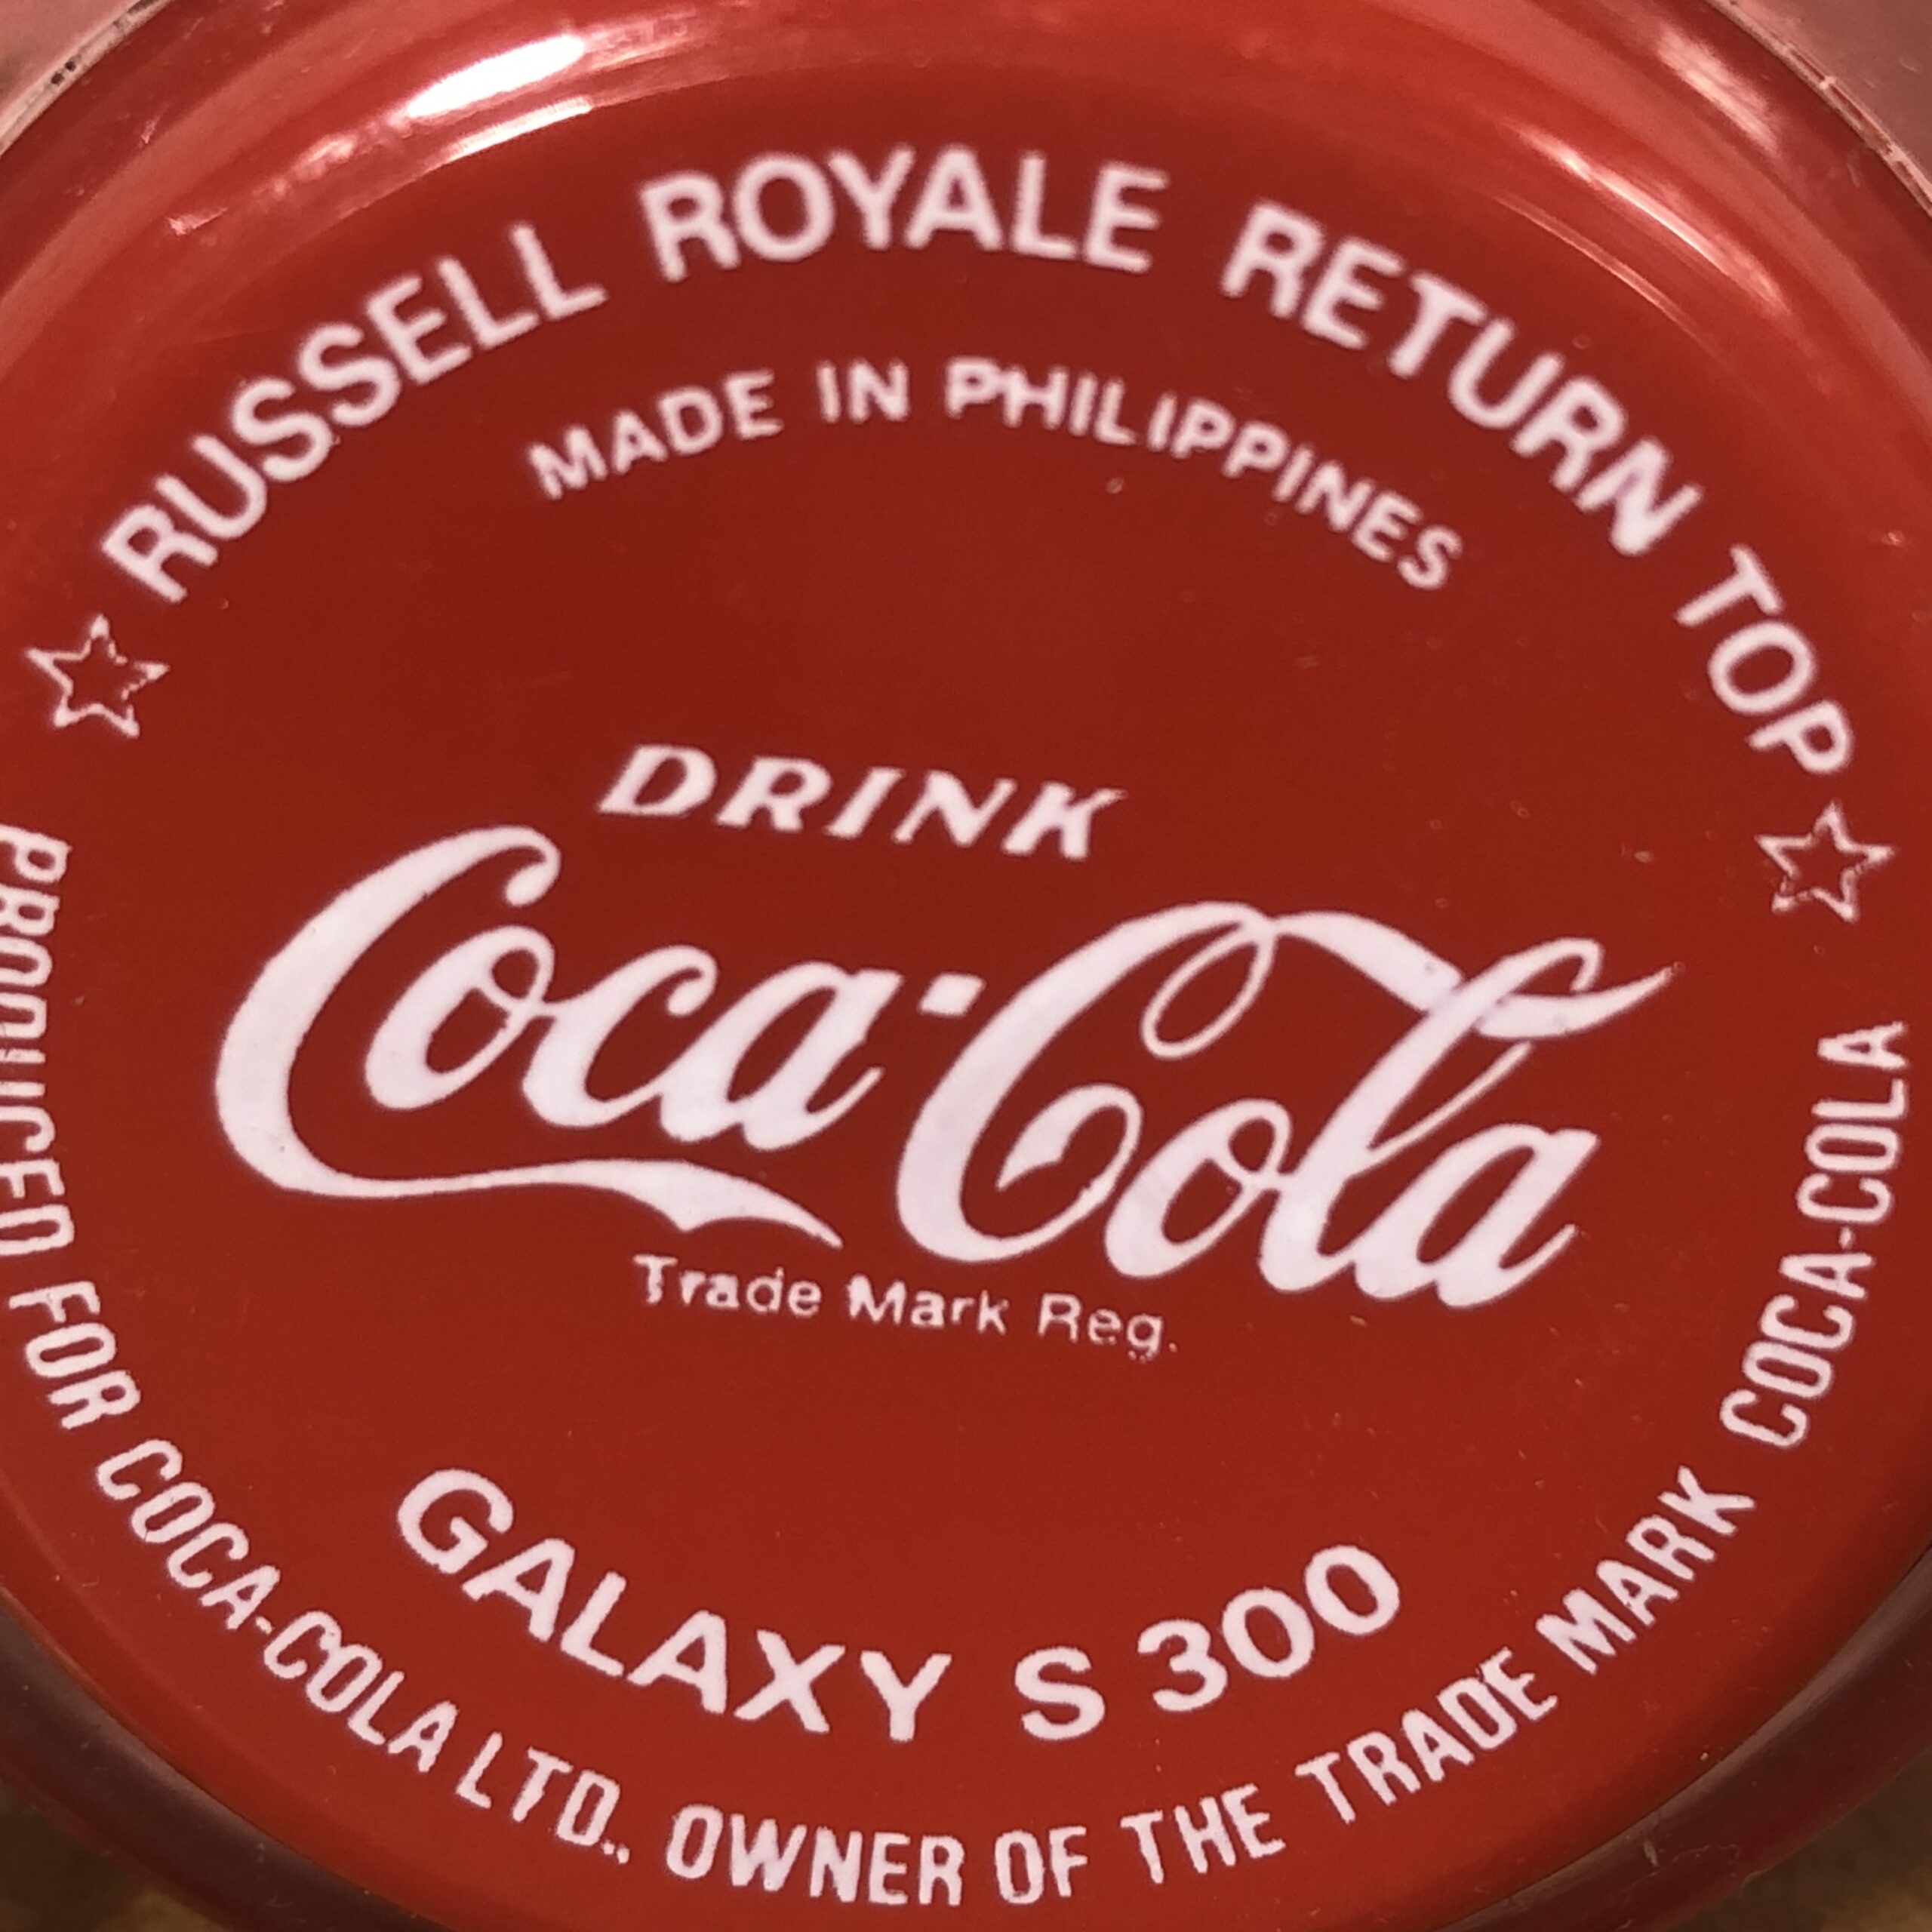 RUSSELL ROYALE RETURN TOP
MADE IN PHILIPPINES
DRINK
Coca-Cola
Trade Mark Reg.
GALAXY S 300
PRODUCED FOR COCA-COLA LTD., OWNER OF THE TRADE MARK COCA-COLA